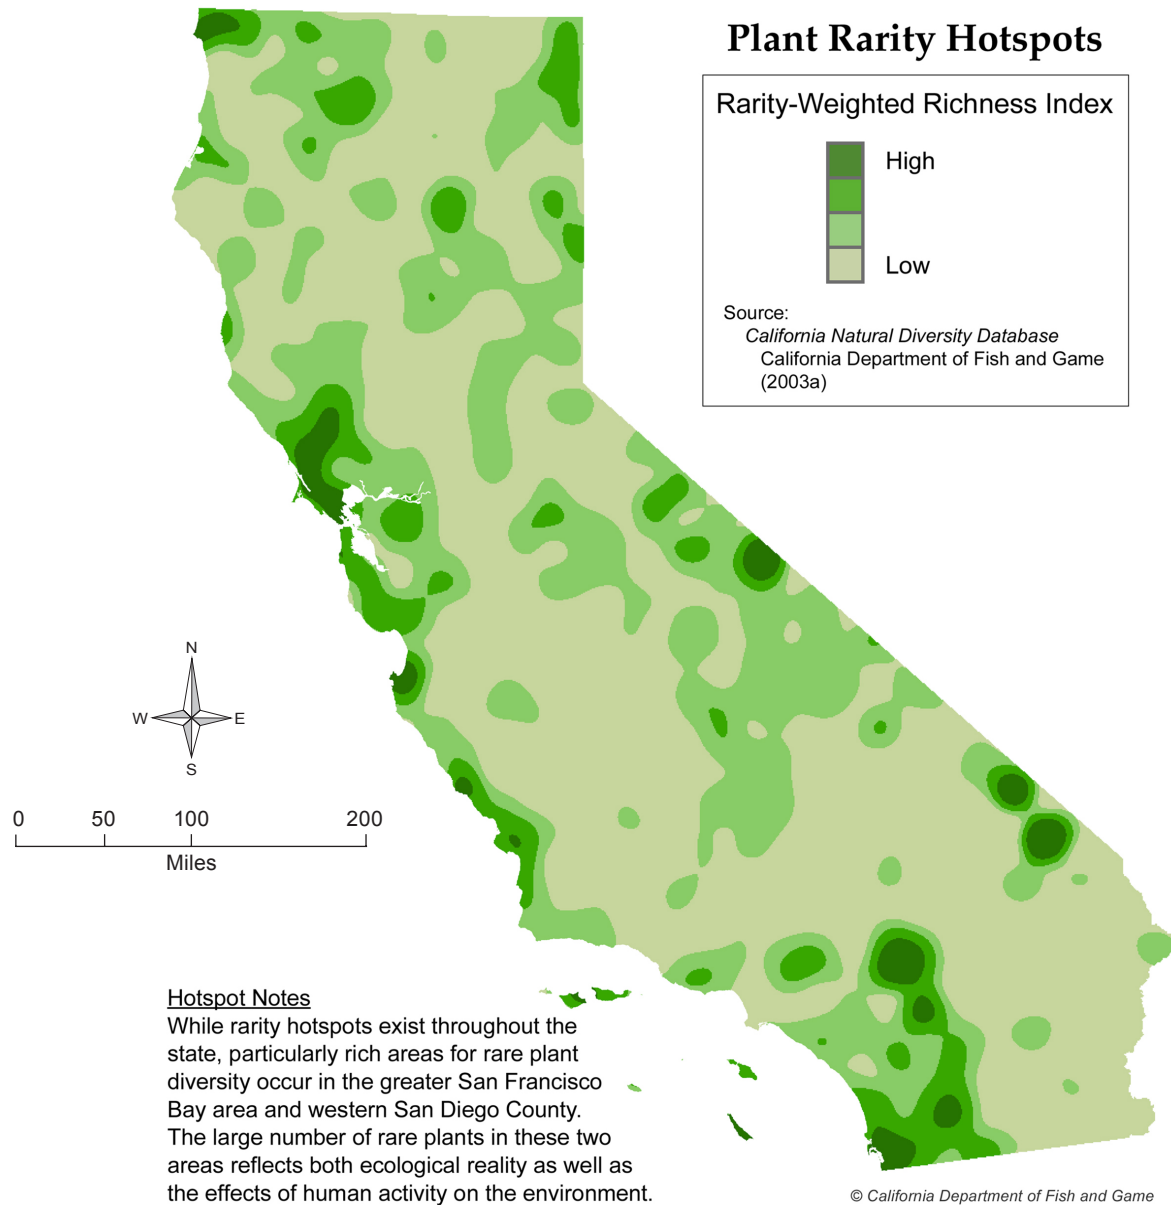 Plant Rarity Hotspots
Rarity-Weighted Richness Index
High
Low
Source:
California Natural Diversity Database
California Department of Fish and Game
(2003a)
N
W
E
S
0 50 100 200
Miles
Hotspot Notes
While rarity hotspots exist throughout the
state, particularly rich areas for rare plant
diversity occur in the greater San Francisco
Bay area and western San Diego County.
The large number of rare plants in these two
areas reflects both ecological reality as well as
the effects of human activity on the environment.
© California Department of Fish and Game